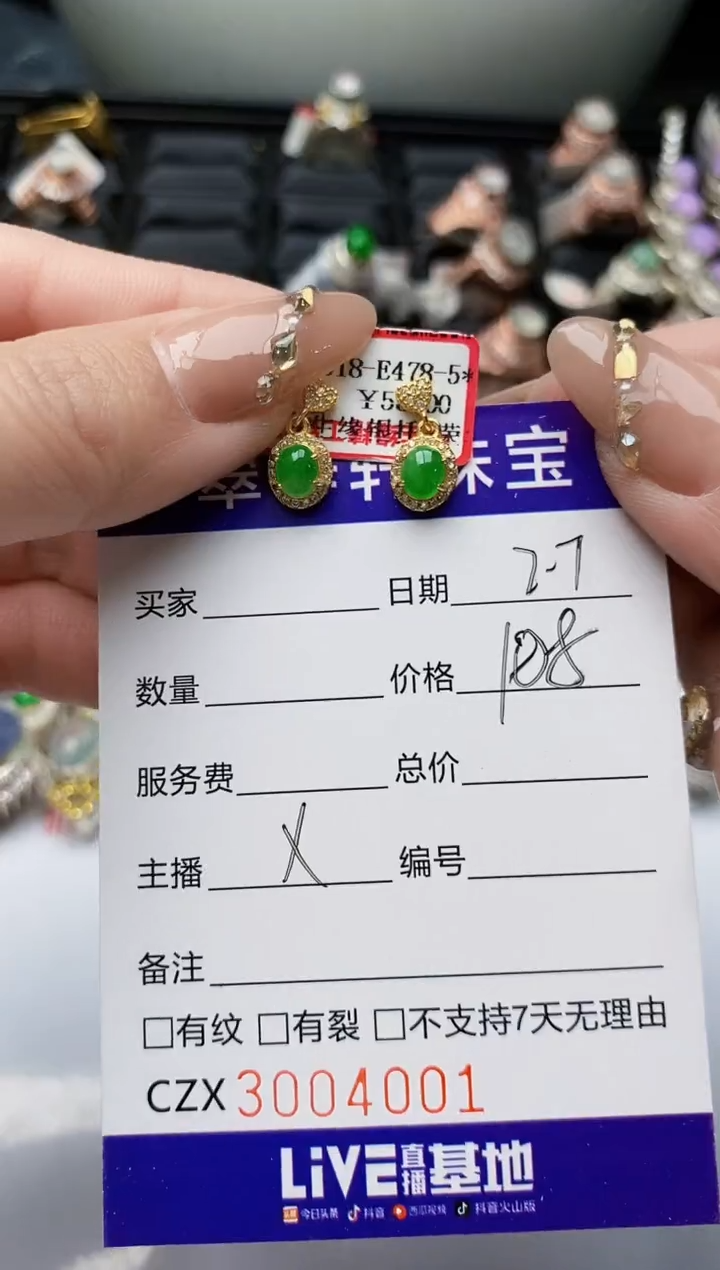 18-E478-5*
珠宝
买家 日期 2.7
数量 价格 108
服务费 总价
主播 X 编号
备注
□有纹 □有裂 □不支持7天无理由
CZX 3004001
LiVE直播基地
今日头条 抖音 西瓜视频 抖音火山版